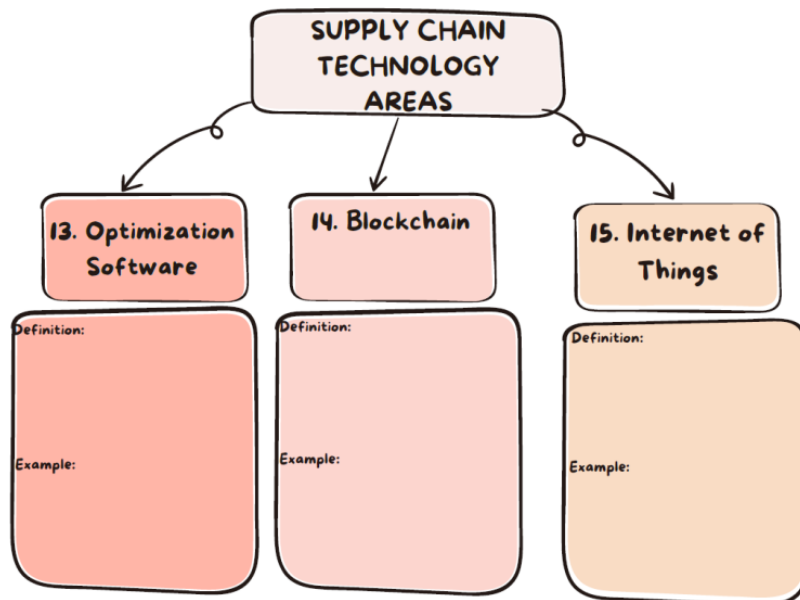 SUPPLY CHAIN
TECHNOLOGY
AREAS
13. Optimization
Software
Definition:
Example:
14. Blockchain
Definition:
Example:
15. Internet of
Things
Definition:
Example: